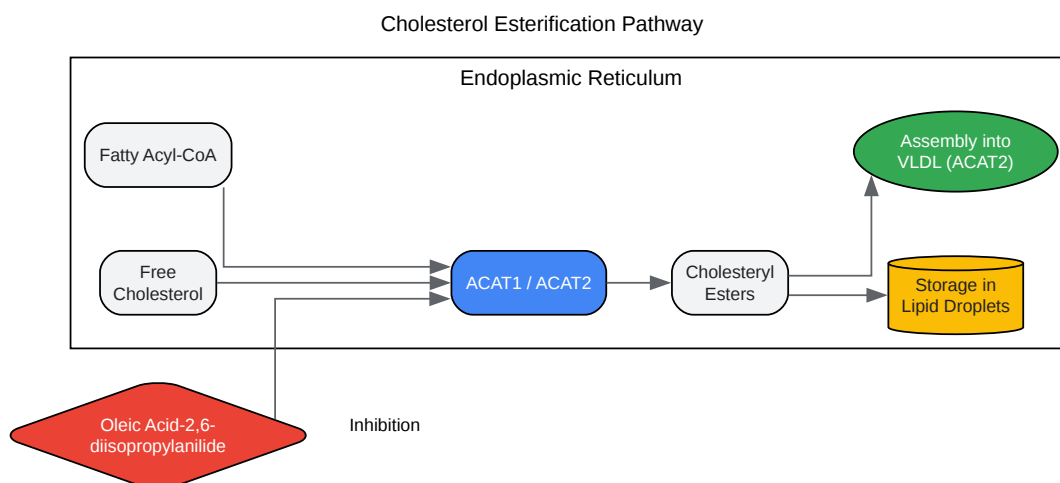 Cholesterol Esterification Pathway
Endoplasmic Reticulum
Fatty Acyl-CoA
Assembly into
VLDL (ACAT2)
Free
Cholesterol
ACAT1 / ACAT2
Cholesteryl
Esters
Storage in
Lipid Droplets
Oleic Acid-2,6-
diisopropylanilide
Inhibition